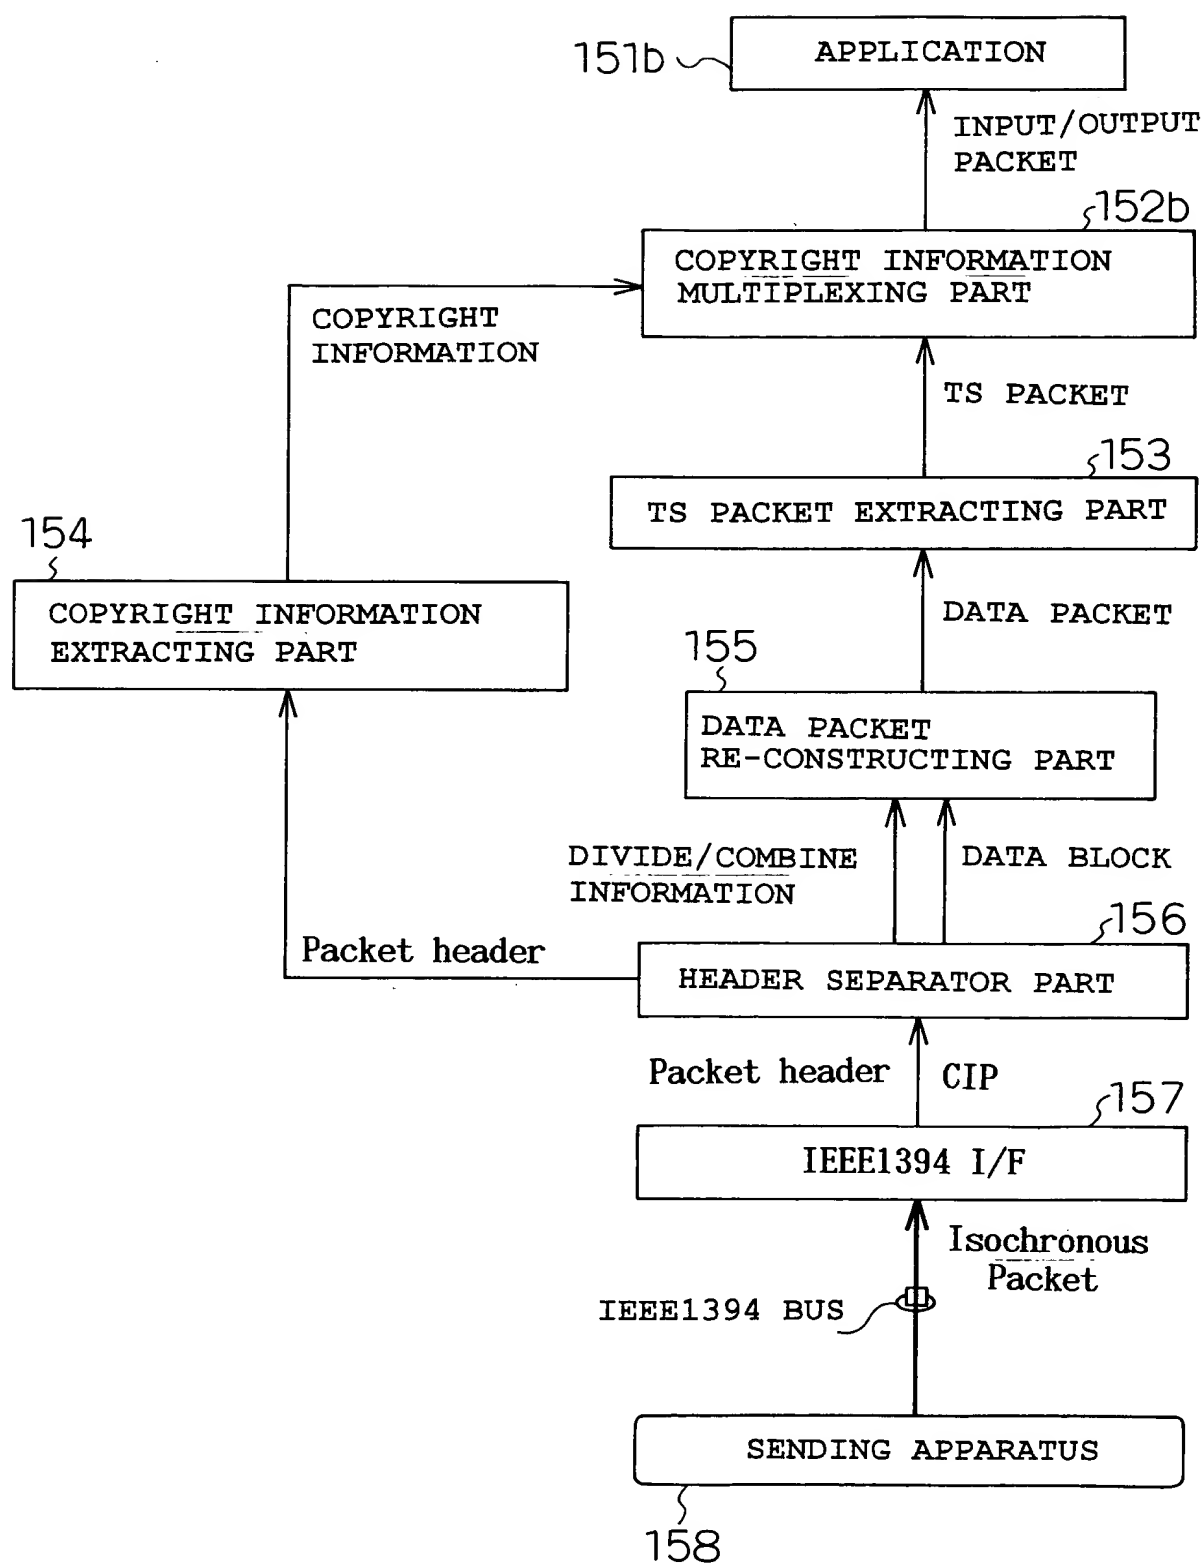 APPLICATION
151b
INPUT/OUTPUT
PACKET
152b
COPYRIGHT INFORMATION
MULTIPLEXING PART
COPYRIGHT
INFORMATION
TS PACKET
153
TS PACKET EXTRACTING PART
154
COPYRIGHT INFORMATION
EXTRACTING PART
DATA PACKET
155
DATA PACKET
RE-CONSTRUCTING PART
DIVIDE/COMBINE
INFORMATION
DATA BLOCK
156
Packet header
HEADER SEPARATOR PART
Packet header
CIP
157
IEEE1394 I/F
Isochronous
Packet
IEEE1394 BUS
SENDING APPARATUS
158